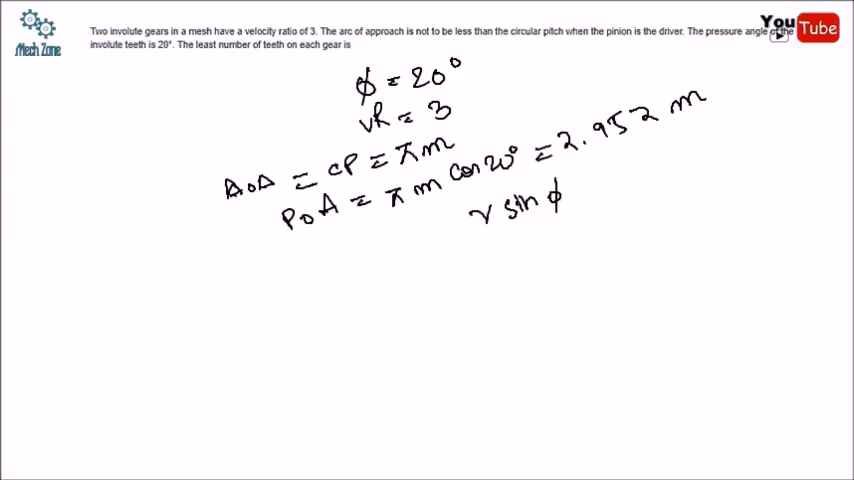 Mech Zone
You Tube
Two involute gears in a mesh have a velocity ratio of 3. The arc of approach is not to be less than the circular pitch when the pinion is the driver. The pressure angle of the
involute teeth is 20°. The least number of teeth on each gear is
ϕ = 20°
VR = 3
AoA = CP = πm
PoA = πm cos20° = 2.952 m
r sin ϕ